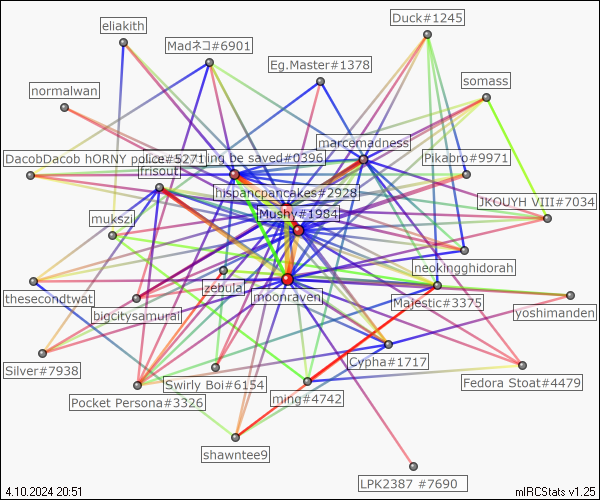 Duck#1245
eliakith
Madネコ#6901
Eg.Master#1378
somass
normalwan
marcemadness
DacobDacob hORNY police#5271
ing be saved#0396
Pikabro#9971
frisout
hispancpancakes#2928
JKOUYH VIII#7034
Mushy#1984
mukszi
neokingghidorah
zebula
moonraven
thesecondtwat
Majestic#3375
bigcitysamurai
yoshimanden
Cypha#1717
Silver#7938
Swirly Boi#6154
Fedora Stoat#4479
Pocket Persona#3326
ming#4742
shawntee9
LPK2387 #7690
4.10.2024 20:51
mIRCStats v1.25